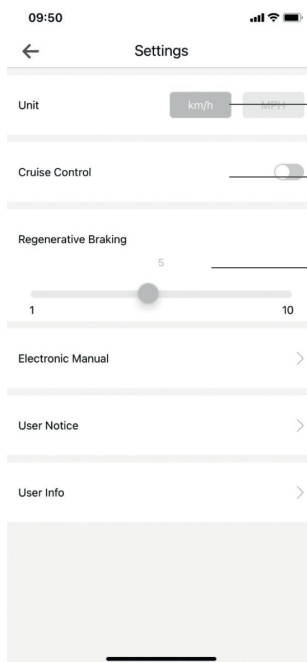 09:50
Settings
Unit km/h MPH
Cruise Control
Regenerative Braking
5
1 10
Electronic Manual
User Notice
User Info